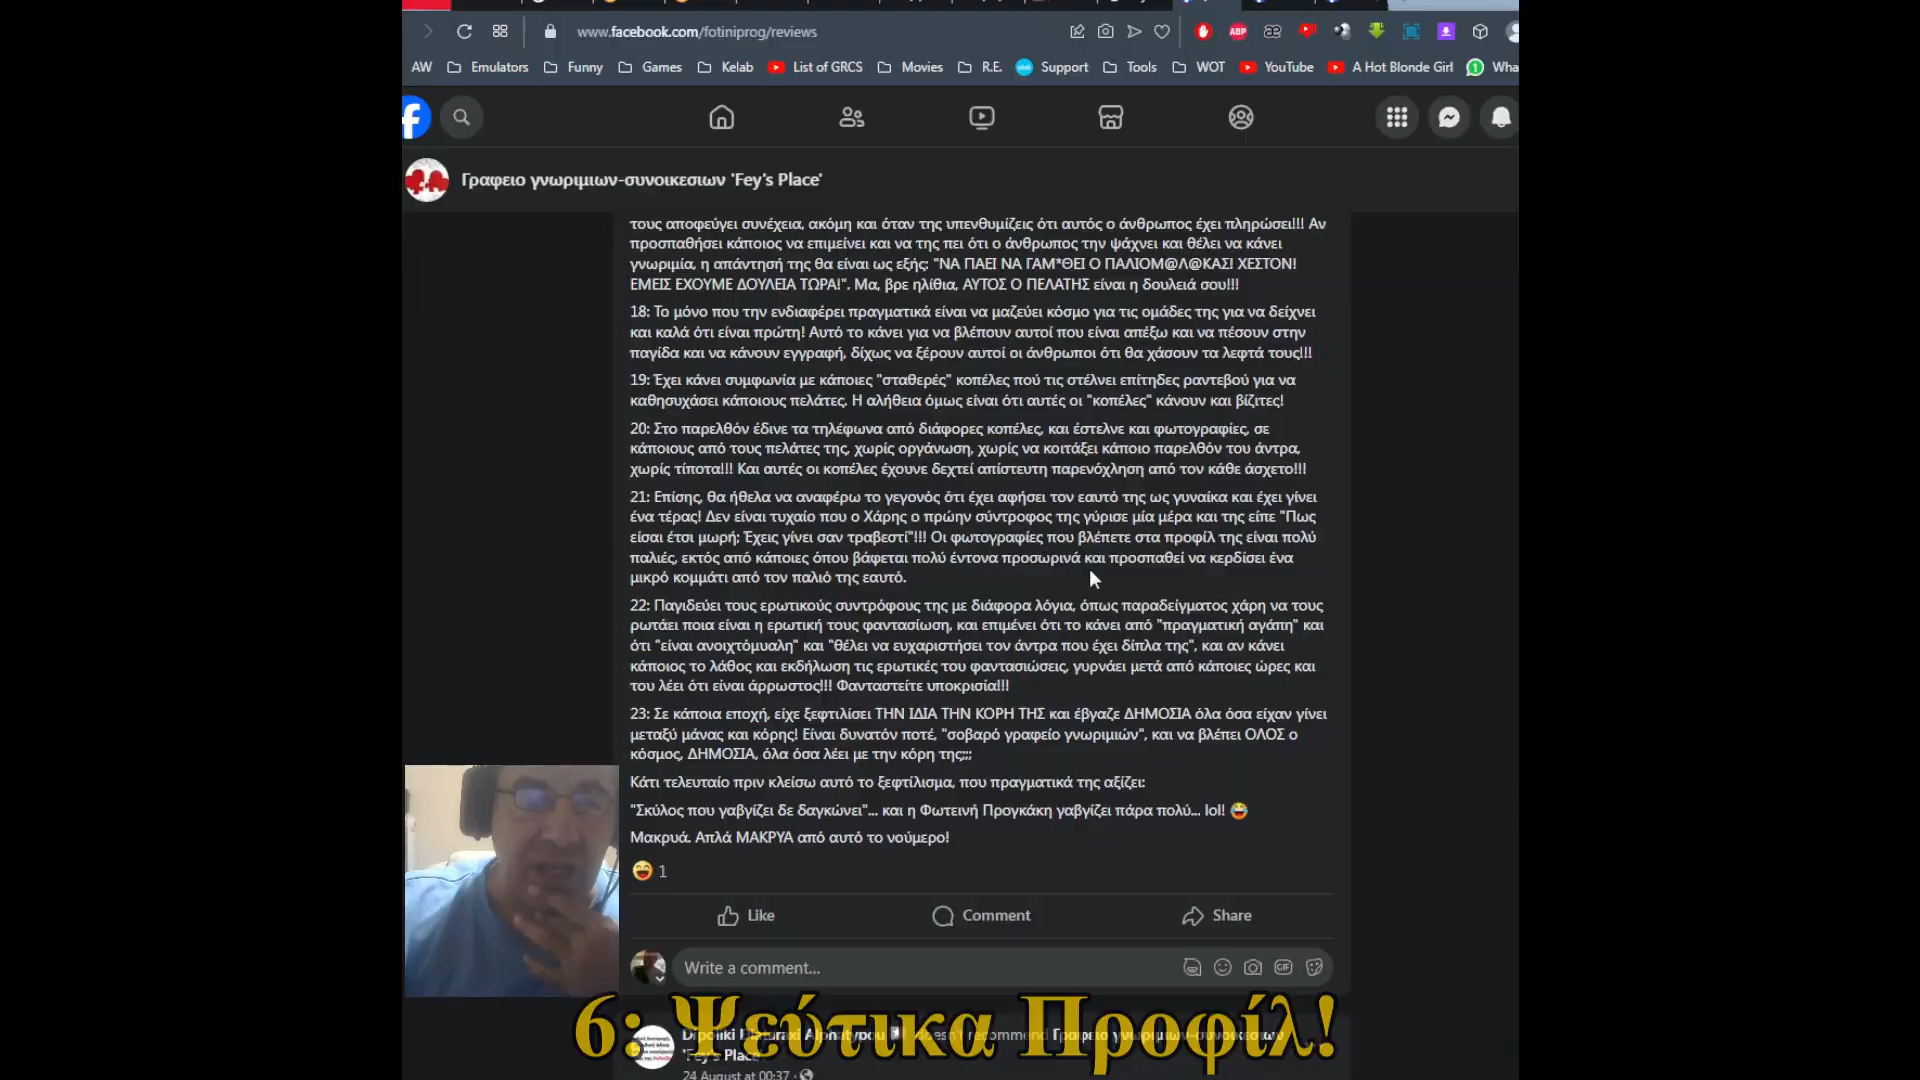 www.facebook.com/fotiniprog/reviews
AW Emulators Funny Games Kelab List of GRCS Movies R.E. Support Tools WOT YouTube A Hot Blonde Girl Wha
Γραφειο γνωριμιων-συνοικεσιων 'Fey's Place'
τους αποφεύγει συνέχεια, ακόμη και όταν της υπενθυμίζεις ότι αυτός ο άνθρωπος έχει πληρώσει!!! Αν
προσπαθήσει κάποιος να επιμείνει και να της πει ότι ο άνθρωπος την ψάχνει και θέλει να κάνει
γνωριμία, η απάντησή της θα είναι ως εξής: "ΝΑ ΠΑΕΙ ΝΑ ΓΑΜ*ΘΕΙ Ο ΠΑΛΙΟΜ@Λ@ΚΑΣ! ΧΕΣΤΟΝ!
ΕΜΕΙΣ ΕΧΟΥΜΕ ΔΟΥΛΕΙΑ ΤΩΡΑ!". Μα, βρε ηλίθια, ΑΥΤΟΣ Ο ΠΕΛΑΤΗΣ είναι η δουλειά σου!!!
18: Το μόνο που την ενδιαφέρει πραγματικά είναι να μαζεύει κόσμο για τις ομάδες της για να δείχνει
και καλά ότι είναι πρώτη! Αυτό το κάνει για να βλέπουν αυτοί που είναι απέξω και να πέσουν στην
παγίδα και να κάνουν εγγραφή, δίχως να ξέρουν αυτοί οι άνθρωποι ότι θα χάσουν τα λεφτά τους!!!
19: Έχει κάνει συμφωνία με κάποιες "σταθερές" κοπέλες πού τις στέλνει επίτηδες ραντεβού για να
καθησυχάσει κάποιους πελάτες. Η αλήθεια όμως είναι ότι αυτές οι "κοπέλες" κάνουν και βίζιτες!
20: Στο παρελθόν έδινε τα τηλέφωνα από διάφορες κοπέλες, και έστελνε και φωτογραφίες, σε
κάποιους από τους πελάτες της, χωρίς οργάνωση, χωρίς να κοιτάξει κάποιο παρελθόν του άντρα,
χωρίς τίποτα!!! Και αυτές οι κοπέλες έχουνε δεχτεί απίστευτη παρενόχληση από τον κάθε άσχετο!!!
21: Επίσης, θα ήθελα να αναφέρω το γεγονός ότι έχει αφήσει τον εαυτό της ως γυναίκα και έχει γίνει
ένα τέρας! Δεν είναι τυχαίο που ο Χάρης ο πρώην σύντροφος της γύρισε μία μέρα και της είπε "Πως
είσαι έτσι μωρή; Έχεις γίνει σαν τραβεστί"!!! Οι φωτογραφίες που βλέπετε στα προφίλ της είναι πολύ
παλιές, εκτός από κάποιες όπου βάφεται πολύ έντονα προσωρινά και προσπαθεί να κερδίσει ένα
μικρό κομμάτι από τον παλιό της εαυτό.
22: Παγιδεύει τους ερωτικούς συντρόφους της με διάφορα λόγια, όπως παραδείγματος χάρη να τους
ρωτάει ποια είναι η ερωτική τους φαντασίωση, και επιμένει ότι το κάνει από "πραγματική αγάπη" και
ότι "είναι ανοιχτόμυαλη" και "θέλει να ευχαριστήσει τον άντρα που έχει δίπλα της", και αν κάνει
κάποιος το λάθος και εκδήλωση τις ερωτικές του φαντασιώσεις, γυρνάει μετά από κάποιες ώρες και
του λέει ότι είναι άρρωστος!!! Φανταστείτε υποκρισία!!!
23: Σε κάποια εποχή, είχε ξεφτιλίσει ΤΗΝ ΙΔΙΑ ΤΗΝ ΚΟΡΗ ΤΗΣ και έβγαζε ΔΗΜΟΣΙΑ όλα όσα είχαν γίνει
μεταξύ μάνας και κόρης! Είναι δυνατόν ποτέ, "σοβαρό γραφείο γνωριμιών", και να βλέπει ΟΛΟΣ ο
κόσμος, ΔΗΜΟΣΙΑ, όλα όσα λέει με την κόρη της;;;
Κάτι τελευταίο πριν κλείσω αυτό το ξεφτίλισμα, που πραγματικά της αξίζει:
"Σκύλος που γαβγίζει δε δαγκώνει"... και η Φωτεινή Προγκάκη γαβγίζει πάρα πολύ... lol! 😂
Μακρυά. Απλά ΜΑΚΡΥΑ από αυτό το νούμερο!
1
Like Comment Share
Write a comment...
6: Ψεύτικα Προφίλ!
doesn't recommend Γραφειο γνωριμιων-συνοικεσιων
'Fey's Place'.
24 August at 00:37